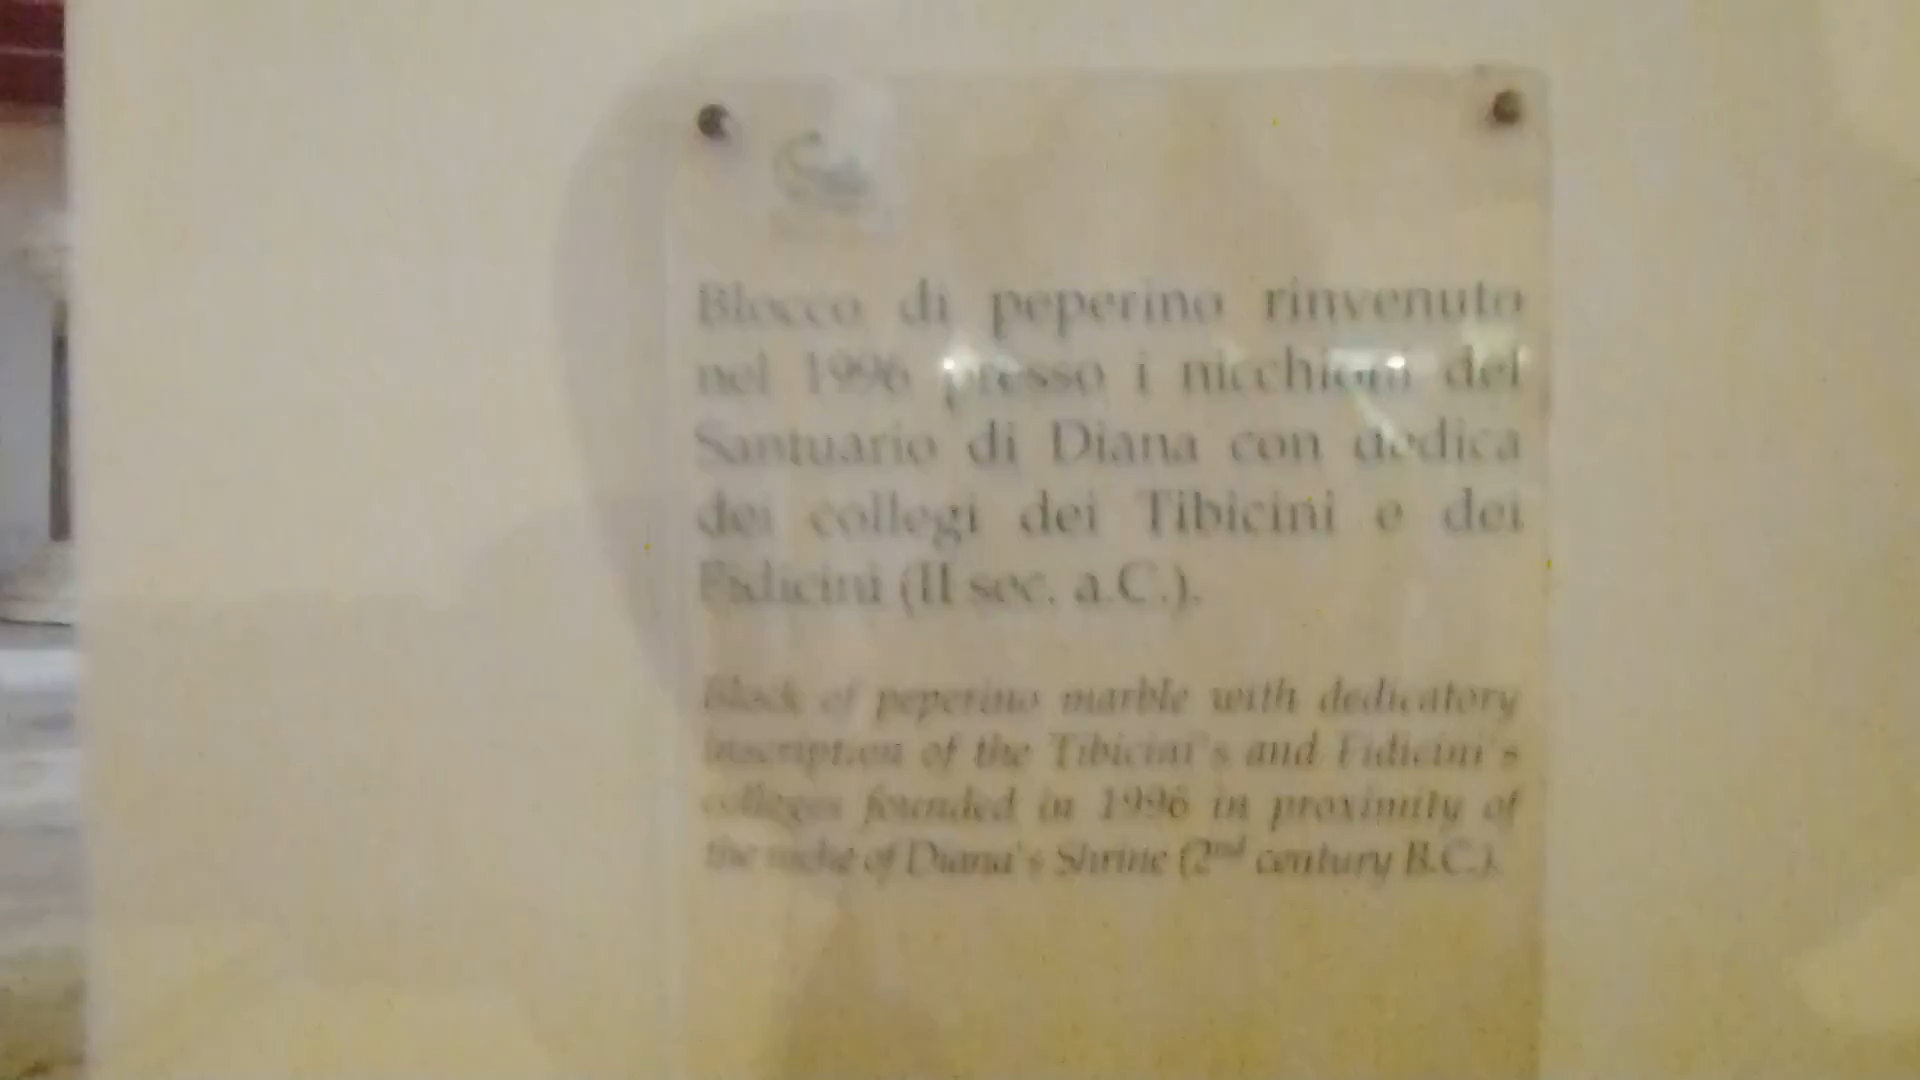 Blocco di peperino rinvenuto
nel 1996 presso i nicchioni del
Santuario di Diana con dedica
dei collegi dei Tibicini e dei
Fidicini (II sec. a.C.).
Block of peperino marble with dedicatory
inscription of the Tibicini's and Fidicini's
colleges founded in 1996 in proximity of
the niche of Diana's Shrine (2nd century B.C.).